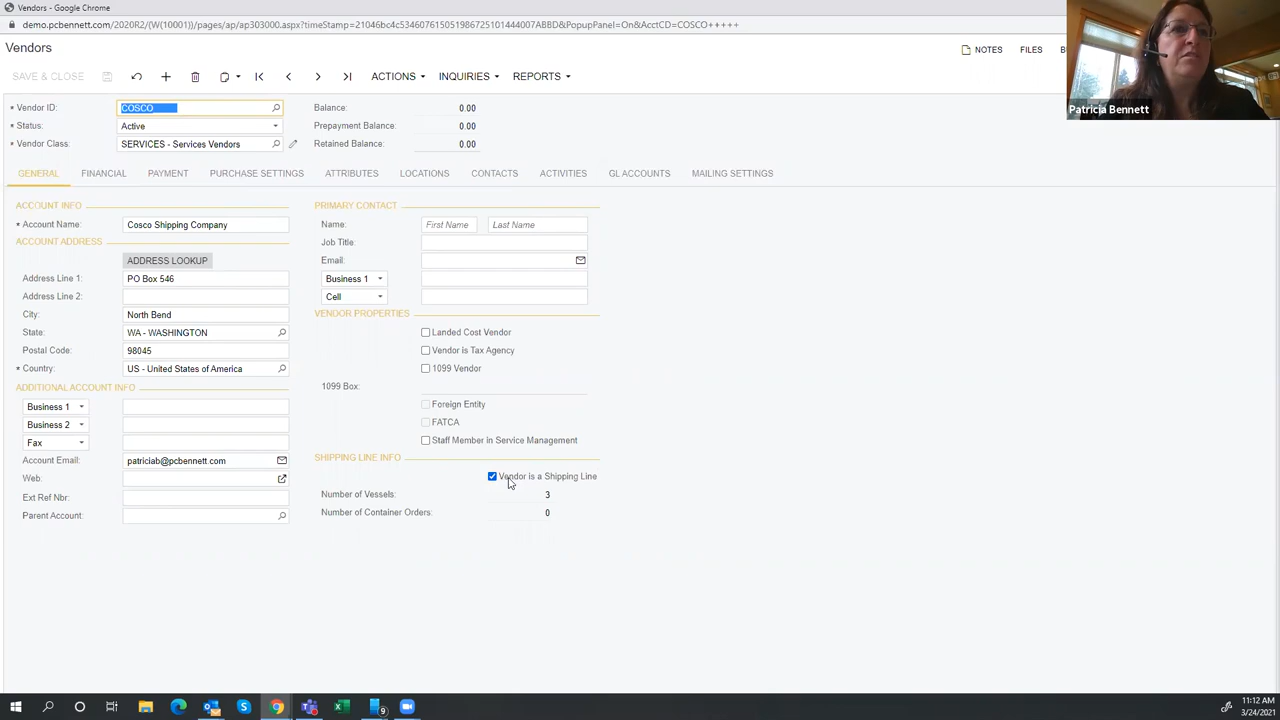 Vendors - Google Chrome
demo.pcbennett.com/2020R2/(W(10001))/pages/ap/ap303000.aspx?timeStamp=21046bc4c53460761505198672510144007ABBD&PopupPanel=On&AcctCD=COSCO+++++
Vendors
NOTES FILES
SAVE & CLOSE ACTIONS INQUIRIES REPORTS
* Vendor ID: COSCO Balance: 0.00
* Status: Active Prepayment Balance: 0.00
* Vendor Class: SERVICES - Services Vendors Retained Balance: 0.00
GENERAL FINANCIAL PAYMENT PURCHASE SETTINGS ATTRIBUTES LOCATIONS CONTACTS ACTIVITIES GL ACCOUNTS MAILING SETTINGS
ACCOUNT INFO PRIMARY CONTACT
* Account Name: Cosco Shipping Company Name: First Name Last Name
ACCOUNT ADDRESS Job Title:
ADDRESS LOOKUP Email:
Address Line 1: PO Box 546 Business 1
Address Line 2: Cell
City: North Bend VENDOR PROPERTIES
State: WA - WASHINGTON Landed Cost Vendor
Postal Code: 98045 Vendor is Tax Agency
* Country: US - United States of America 1099 Vendor
ADDITIONAL ACCOUNT INFO 1099 Box:
Business 1 Foreign Entity
Business 2 FATCA
Fax Staff Member in Service Management
Account Email: patriciab@pcbennett.com SHIPPING LINE INFO
Web: Vendor is a Shipping Line
Ext Ref Nbr: Number of Vessels: 3
Parent Account: Number of Container Orders: 0
Patricia Bennett
11:12 AM
3/24/2021